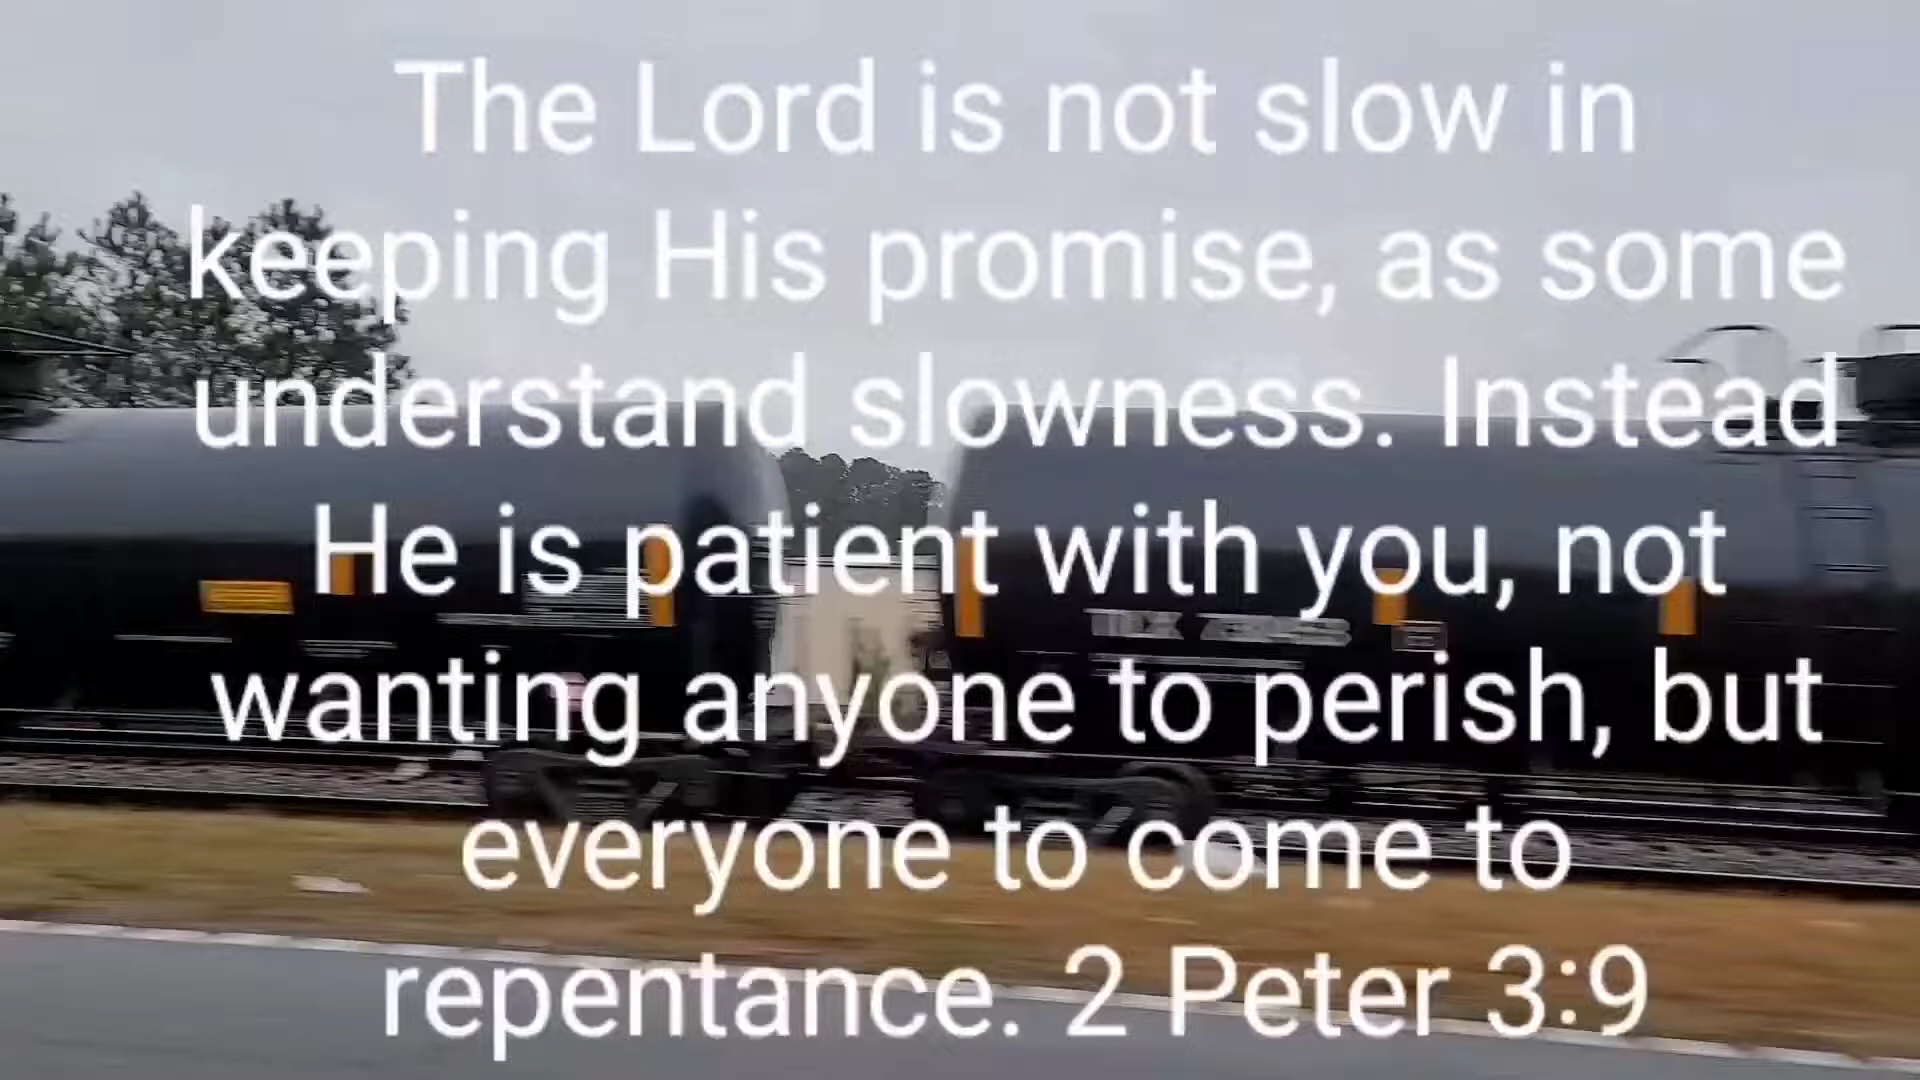 The Lord is not slow in
keeping His promise, as some
understand slowness. Instead
He is patient with you, not
wanting anyone to perish, but
everyone to come to
repentance. 2 Peter 3:9